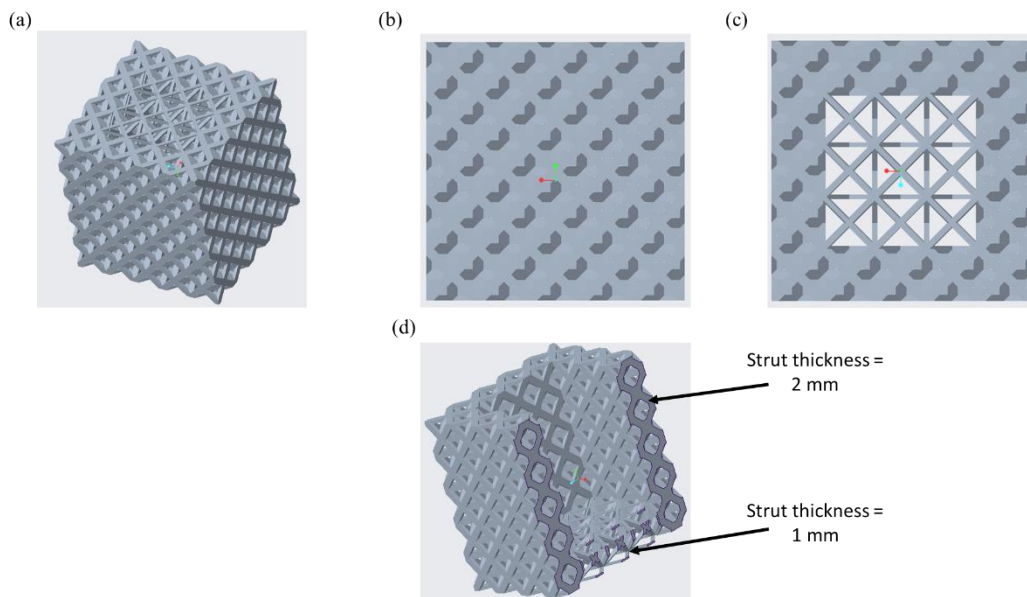 (a)
(b)
(c)
(d)
Strut thickness =
2 mm
Strut thickness =
1 mm